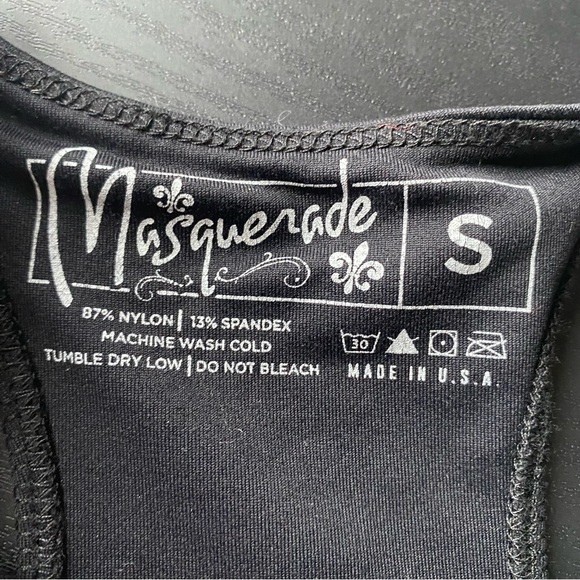 Masquerade
S
87% NYLON | 13% SPANDEX
MACHINE WASH COLD
TUMBLE DRY LOW | DO NOT BLEACH
30
MADE IN U.S.A.